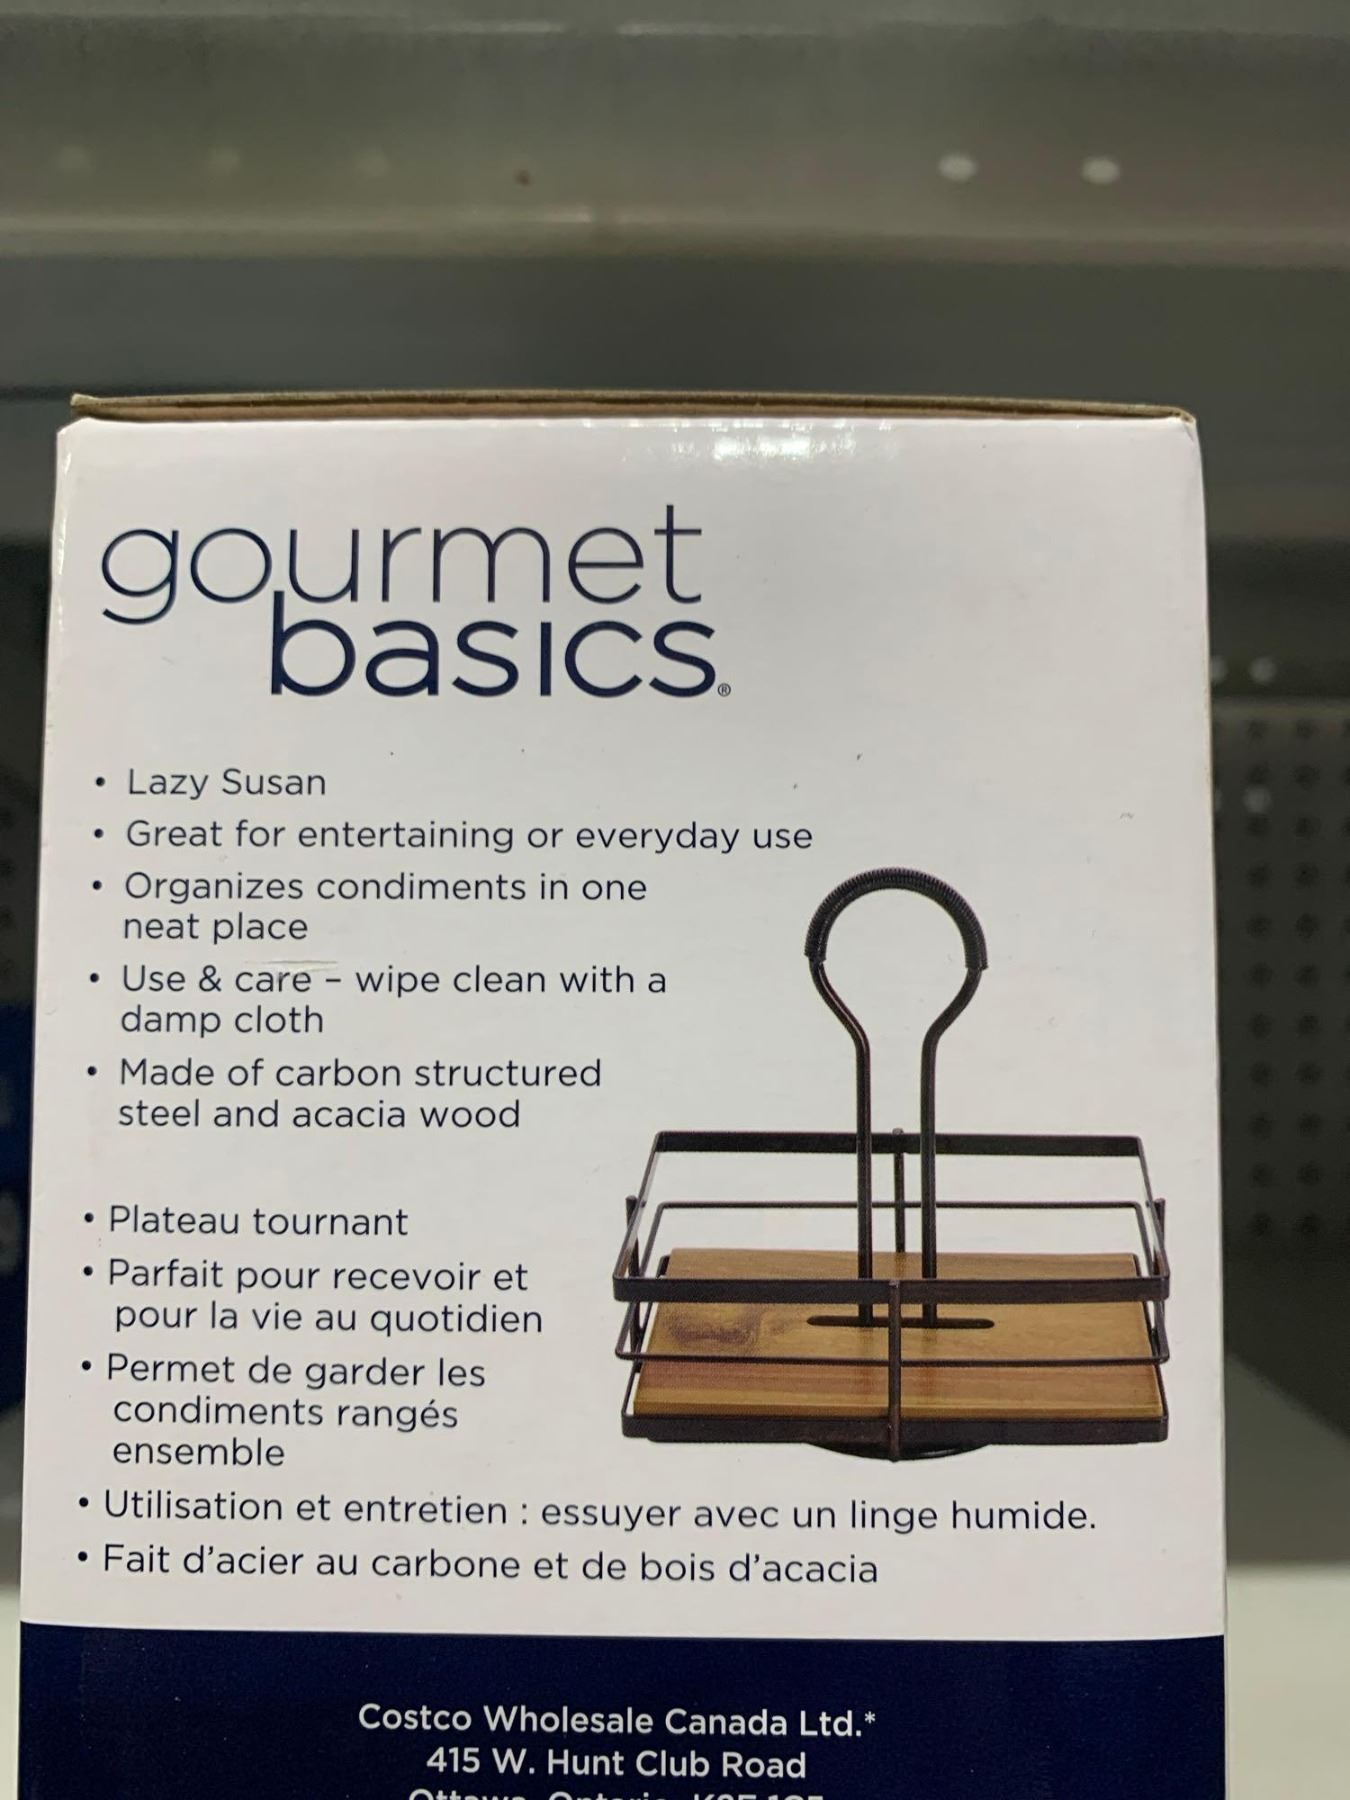 gourmet
basics®
• Lazy Susan
• Great for entertaining or everyday use
• Organizes condiments in one
neat place
• Use & care – wipe clean with a
damp cloth
• Made of carbon structured
steel and acacia wood
• Plateau tournant
• Parfait pour recevoir et
pour la vie au quotidien
• Permet de garder les
condiments rangés
ensemble
• Utilisation et entretien : essuyer avec un linge humide.
• Fait d'acier au carbone et de bois d'acacia
Costco Wholesale Canada Ltd.*
415 W. Hunt Club Road